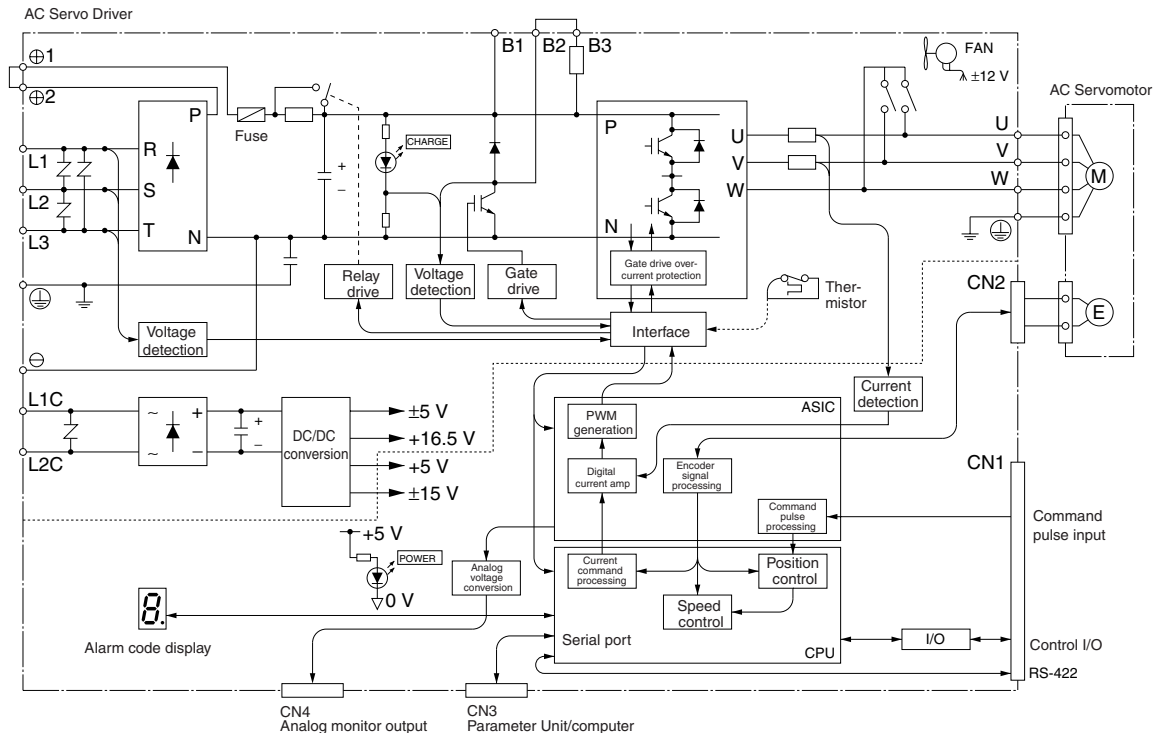 AC Servo Driver
⊕1
⊕2
B1
B2
B3
FAN
±12 V
AC Servomotor
P
Fuse
CHARGE
P
U
U
L1
R
V
V
L2
S
+
–
W
W
M
L3
T
N
N
Relay
drive
Voltage
detection
Gate
drive
Gate drive over-
current protection
Ther-
mistor
CN2
Interface
E
Voltage
detection
⊖
Current
detection
L1C
~
+
+
–
~
–
L2C
DC/DC
conversion
±5 V
+16.5 V
+5 V
±15 V
ASIC
PWM
generation
Digital
current amp
Encoder
signal
processing
CN1
Command
pulse
processing
Command
pulse input
+5 V
POWER
0 V
Analog
voltage
conversion
Current
command
processing
Position
control
Speed
control
8.
Alarm code display
Serial port
CPU
I/O
Control I/O
RS-422
CN4
Analog monitor output
CN3
Parameter Unit/computer